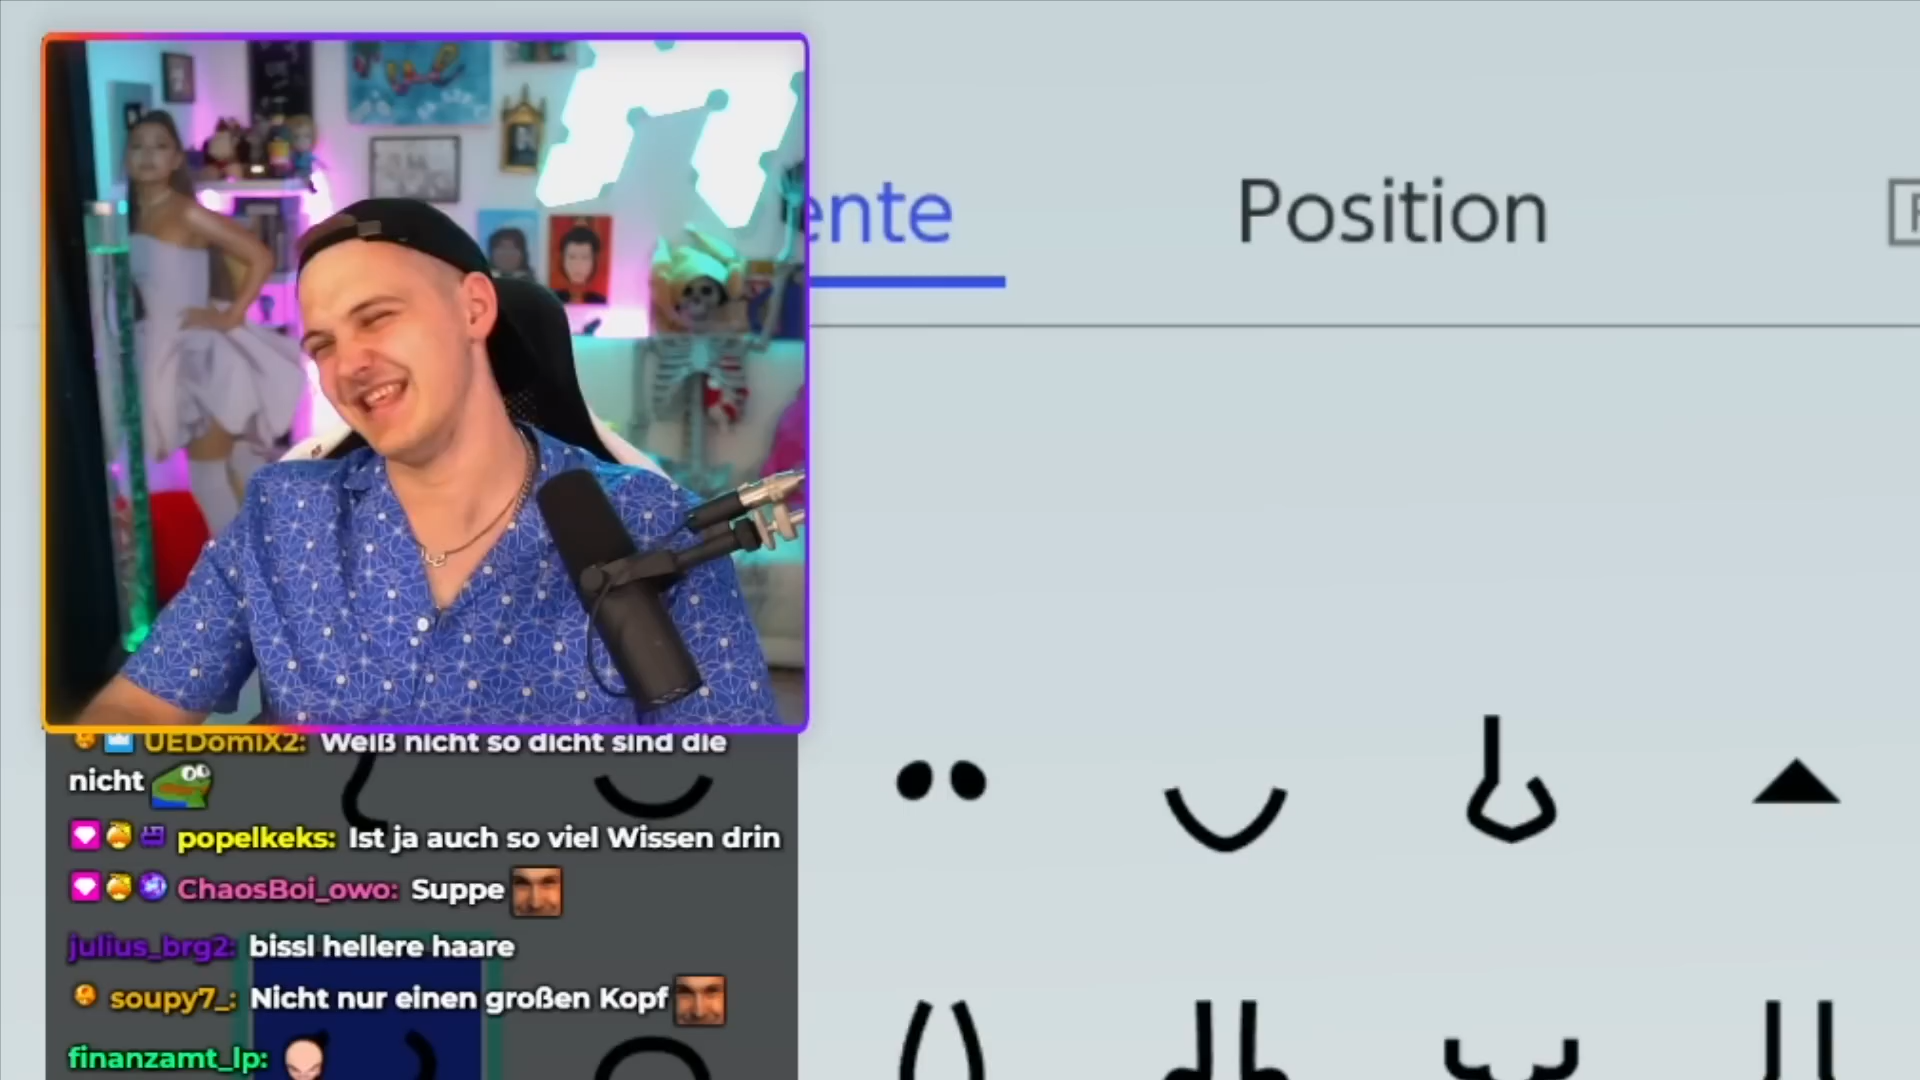 ente
Position
UEDomiX2: Weiß nicht so dicht sind die
nicht
popelkeks: Ist ja auch so viel Wissen drin
ChaosBoi_owo: Suppe
julius_brg2: bissl hellere haare
soupy7_: Nicht nur einen großen Kopf
finanzamt_lp: